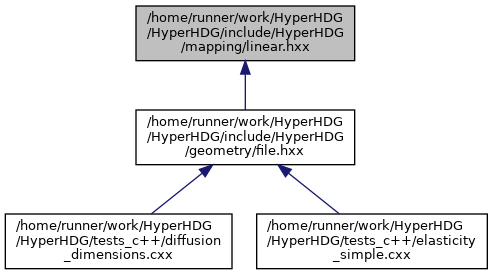 /home/runner/work/HyperHDG
/HyperHDG/include/HyperHDG
/mapping/linear.hxx
/home/runner/work/HyperHDG
/HyperHDG/include/HyperHDG
/geometry/file.hxx
/home/runner/work/HyperHDG
/HyperHDG/tests_c++/diffusion
_dimensions.cxx
/home/runner/work/HyperHDG
/HyperHDG/tests_c++/elasticity
_simple.cxx